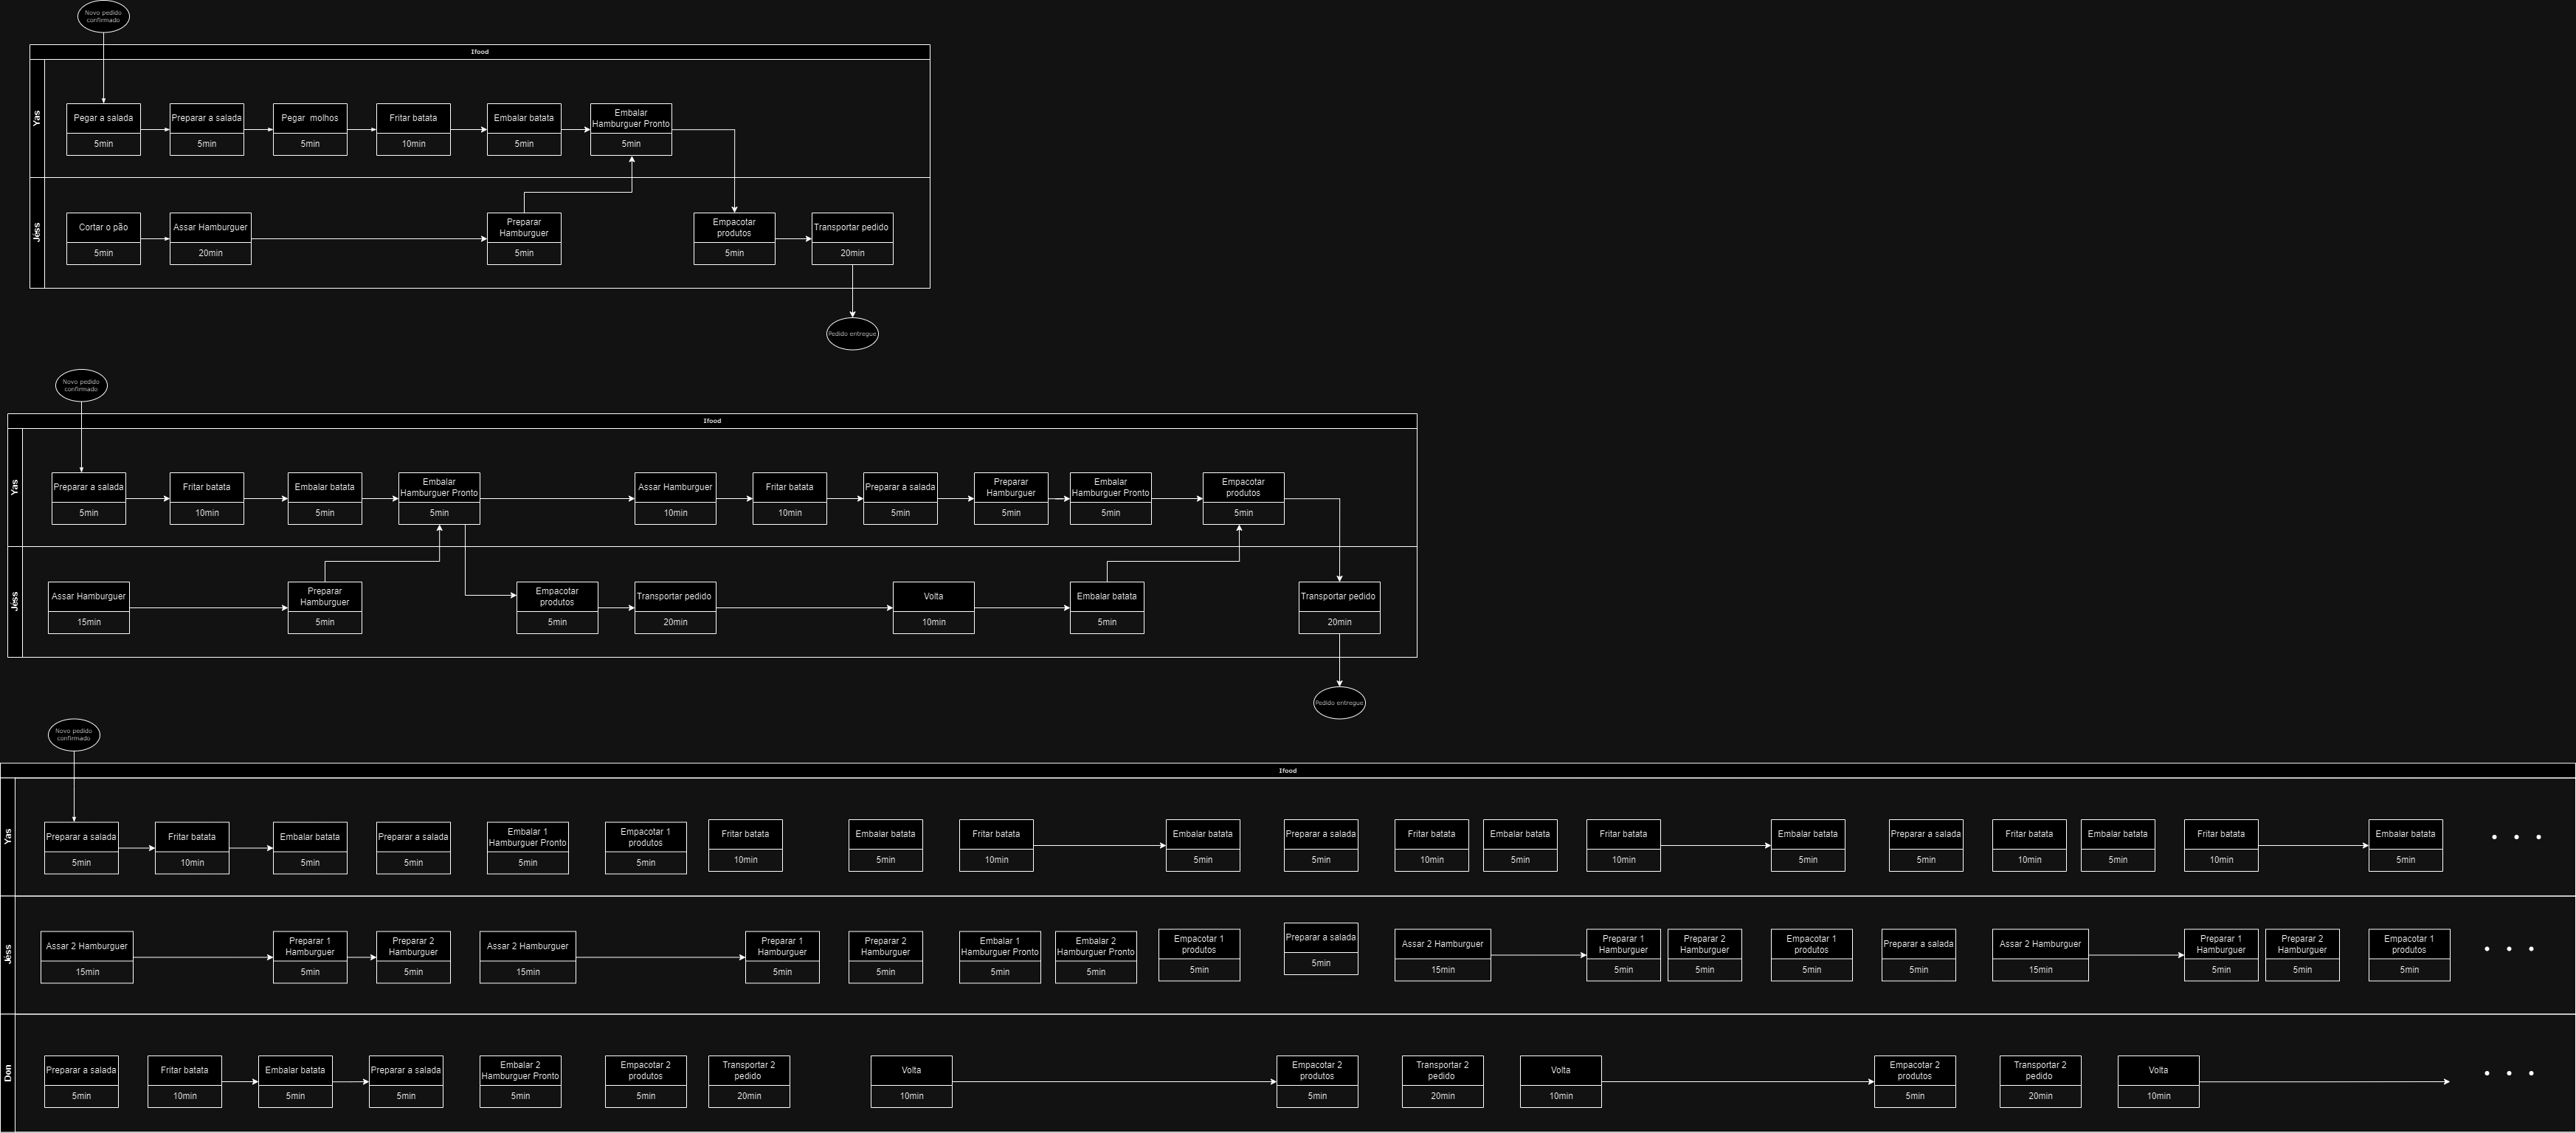 Novo pedido
confirmado
Ifood
Yas
Pegar a salada
5min
Preparar a salada
5min
Pegar  molhos
5min
Fritar batata
10min
Embalar batata
5min
Embalar
Hamburguer Pronto
5min
Jéss
Cortar o pão
5min
Assar Hamburguer
20min
Preparar
Hamburguer
5min
Empacotar
produtos
5min
Transportar pedido
20min
Pedido entregue
Novo pedido
confirmado
Ifood
Yas
Preparar a salada
5min
Fritar batata
10min
Embalar batata
5min
Embalar
Hamburguer Pronto
5min
Assar Hamburguer
10min
Fritar batata
10min
Preparar a salada
5min
Preparar
Hamburguer
5min
Embalar
Hamburguer Pronto
5min
Empacotar
produtos
5min
Jéss
Assar Hamburguer
15min
Preparar
Hamburguer
5min
Empacotar
produtos
5min
Transportar pedido
20min
Volta
10min
Embalar batata
5min
Transportar pedido
20min
Pedido entregue
Novo pedido
confirmado
Ifood
Yas
Preparar a salada
5min
Fritar batata
10min
Embalar batata
5min
Preparar a salada
5min
Embalar 1
Hamburguer Pronto
5min
Empacotar 1
produtos
5min
Fritar batata
10min
Embalar batata
5min
Fritar batata
10min
Embalar batata
5min
Preparar a salada
5min
Fritar batata
10min
Embalar batata
5min
Fritar batata
10min
Embalar batata
5min
Preparar a salada
5min
Fritar batata
10min
Embalar batata
5min
Fritar batata
10min
Embalar batata
5min
Jéss
Assar 2 Hamburguer
15min
Preparar 1
Hamburguer
5min
Preparar 2
Hamburguer
5min
Assar 2 Hamburguer
15min
Preparar 1
Hamburguer
5min
Preparar 2
Hamburguer
5min
Embalar 1
Hamburguer Pronto
5min
Embalar 2
Hamburguer Pronto
5min
Empacotar 1
produtos
5min
Preparar a salada
5min
Assar 2 Hamburguer
15min
Preparar 1
Hamburguer
5min
Preparar 2
Hamburguer
5min
Empacotar 1
produtos
5min
Preparar a salada
5min
Assar 2 Hamburguer
15min
Preparar 1
Hamburguer
5min
Preparar 2
Hamburguer
5min
Empacotar 1
produtos
5min
Don
Preparar a salada
5min
Fritar batata
10min
Embalar batata
5min
Preparar a salada
5min
Embalar 2
Hamburguer Pronto
5min
Empacotar 2
produtos
5min
Transportar 2
pedido
20min
Volta
10min
Empacotar 2
produtos
5min
Transportar 2
pedido
20min
Volta
10min
Empacotar 2
produtos
5min
Transportar 2
pedido
20min
Volta
10min